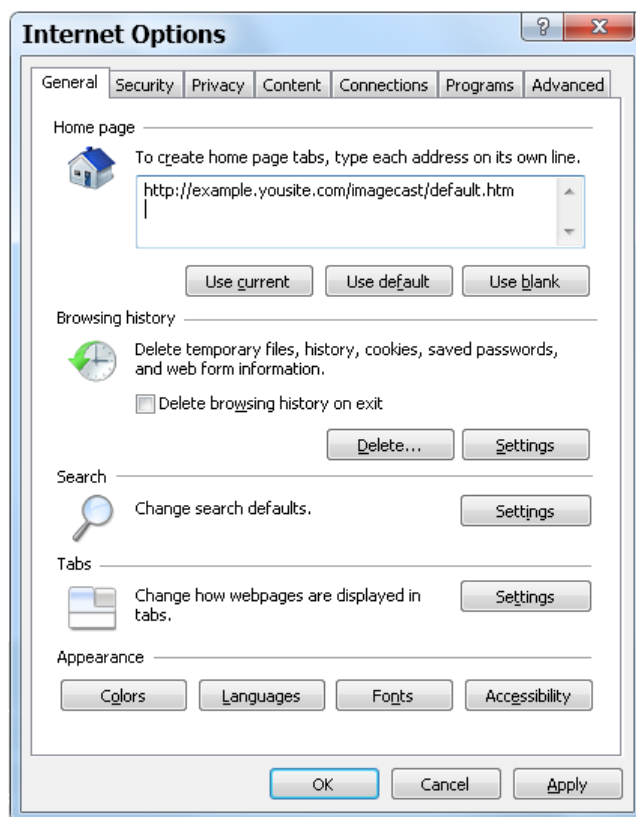 Internet Options
General Security Privacy Content Connections Programs Advanced
Home page
To create home page tabs, type each address on its own line.
http://example.yousite.com/imagecast/default.htm
Use current Use default Use blank
Browsing history
Delete temporary files, history, cookies, saved passwords,
and web form information.
Delete browsing history on exit
Delete... Settings
Search
Change search defaults. Settings
Tabs
Change how webpages are displayed in Settings
tabs.
Appearance
Colors Languages Fonts Accessibility
OK Cancel Apply